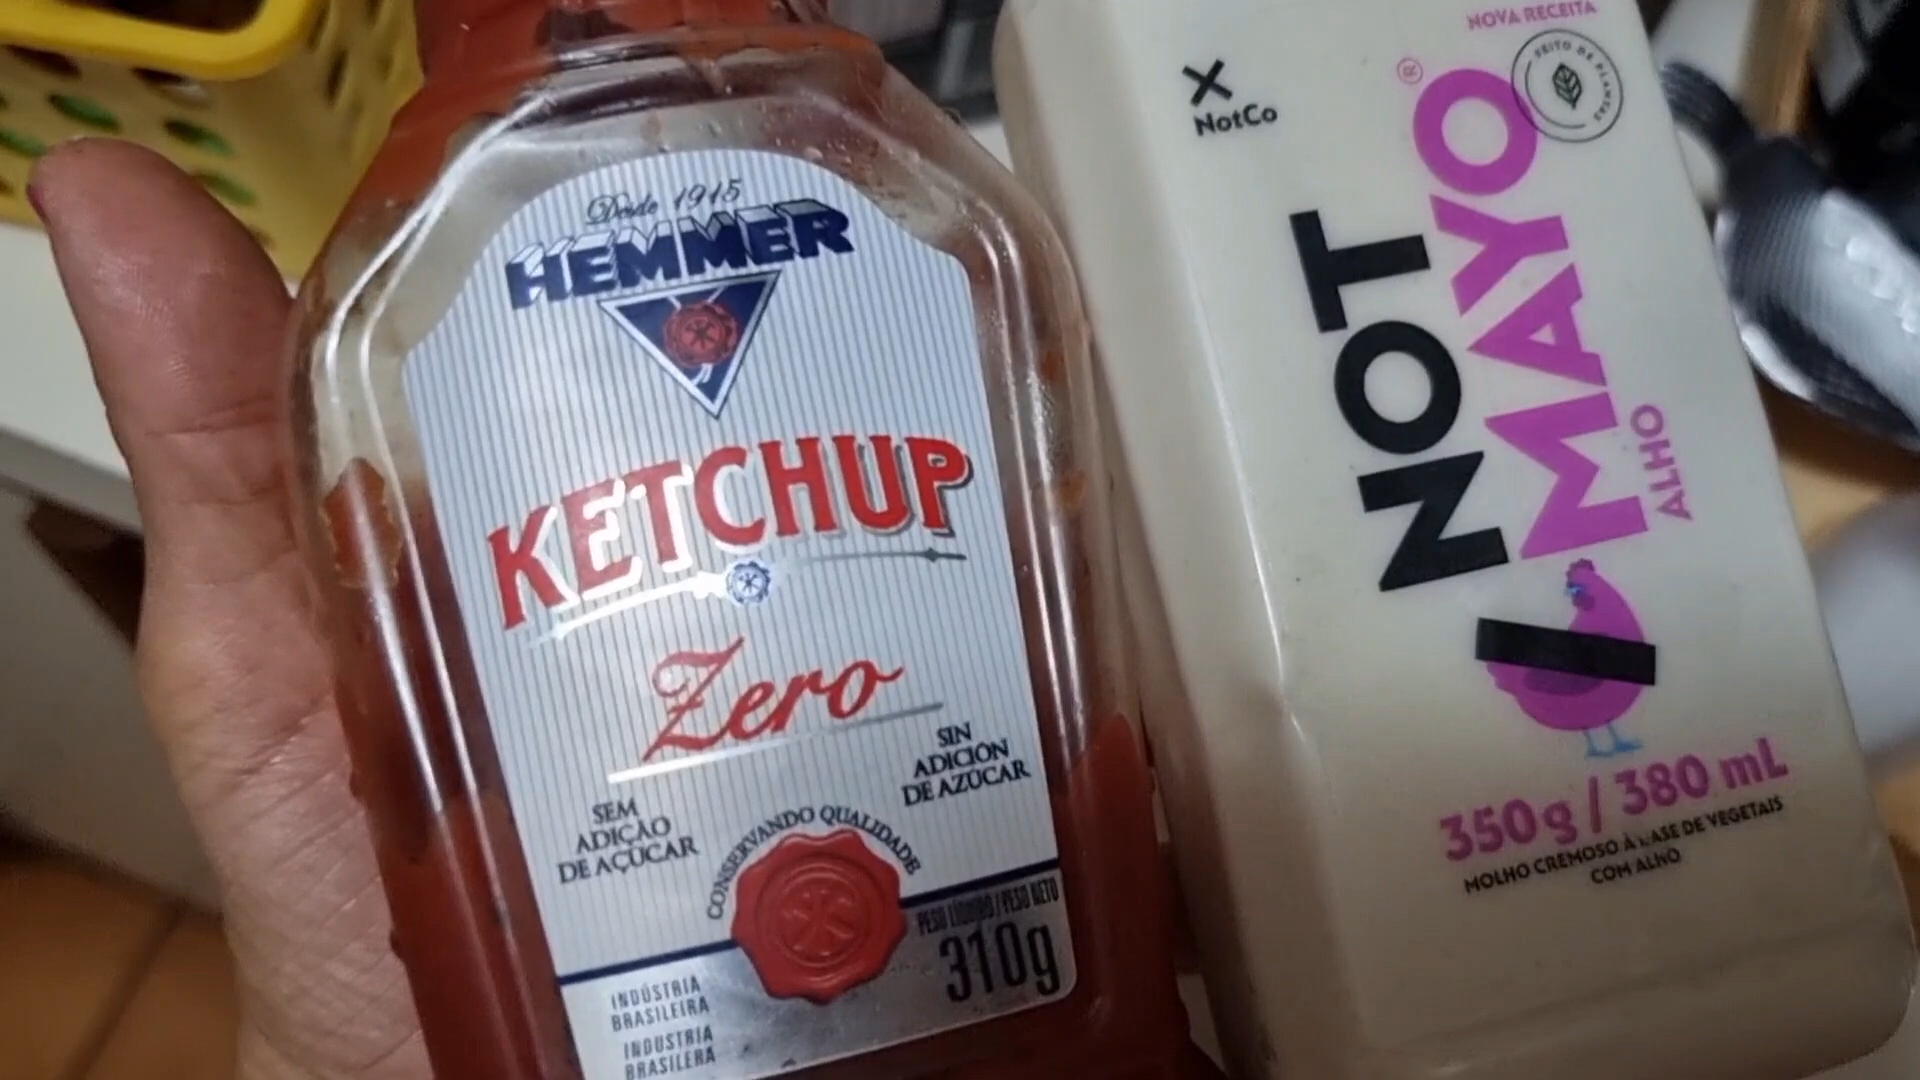 Desde 1915
HEMMER
KETCHUP
Zero
SEM
ADIÇÃO
DE AÇÚCAR
SIN
ADICIÓN
DE AZÚCAR
CONSERVANDO QUALIDADE
PESO LÍQUIDO/PESO NETO
310g
INDÚSTRIA
BRASILEIRA
INDUSTRIA
BRASILERA
NOVA RECEITA
FEITO DE PLANTAS
NotCo
NOT
MAYO®
ALHO
350g / 380 mL
MOLHO CREMOSO À BASE DE VEGETAIS
COM ALHO